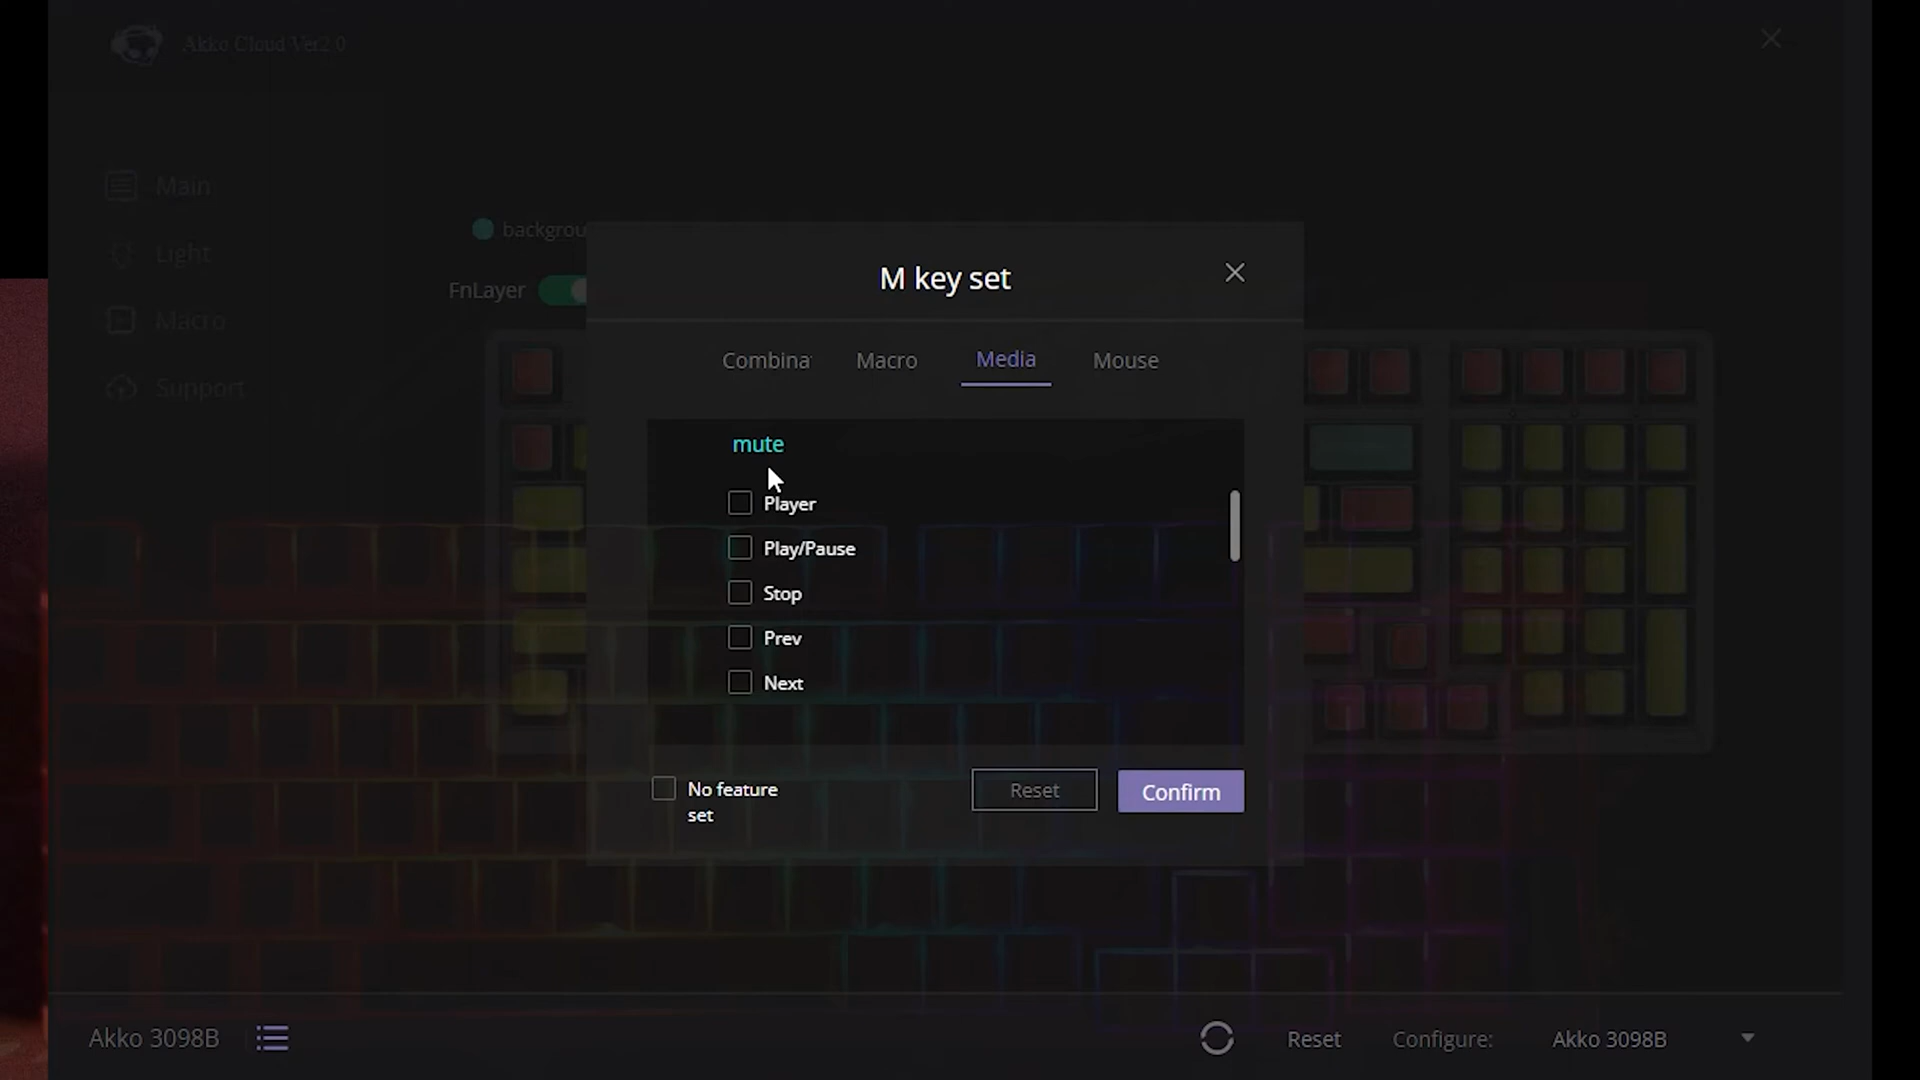 Akko Cloud Ver2.0
Main
Light
Macro
Support
backgrou
FnLayer
M key set
Combina
Macro
Media
Mouse
mute
Player
Play/Pause
Stop
Prev
Next
No feature
set
Reset
Confirm
Akko 3098B
Reset
Configure:
Akko 3098B